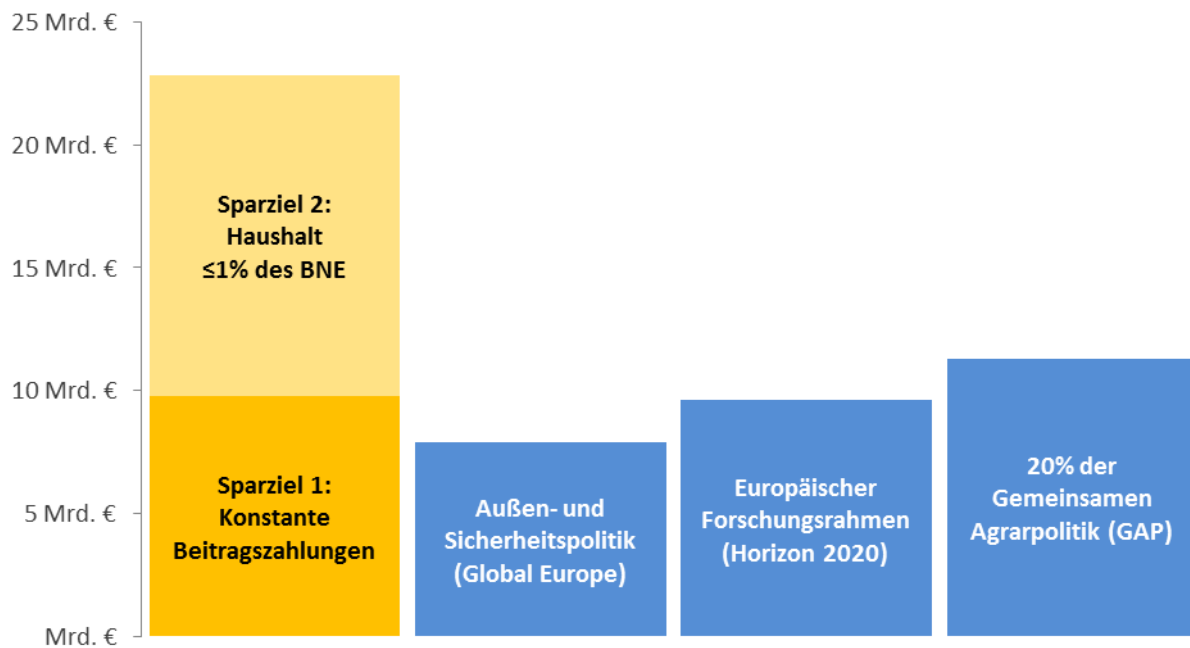 25 Mrd. €
20 Mrd. €
15 Mrd. €
10 Mrd. €
5 Mrd. €
Mrd. €
Sparziel 2:
Haushalt
≤1% des BNE
Sparziel 1:
Konstante
Beitragszahlungen
Außen- und
Sicherheitspolitik
(Global Europe)
Europäischer
Forschungsrahmen
(Horizon 2020)
20% der
Gemeinsamen
Agrarpolitik (GAP)